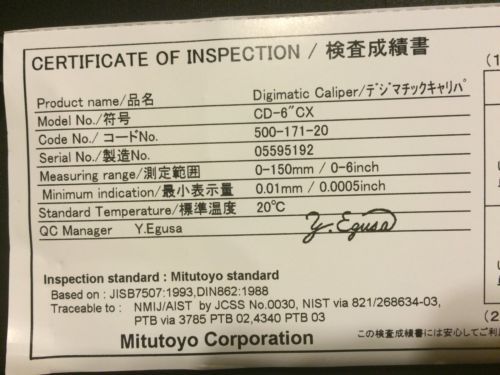 CERTIFICATE OF INSPECTION / 検査成績書
Product name/品名 Digimatic Caliper/デジマチックキャリパ
Model No./符号 CD-6"CX
Code No./コードNo. 500-171-20
Serial No./製造No. 05595192
Measuring range/測定範囲 0-150mm / 0-6inch
Minimum indication/最小表示量 0.01mm / 0.0005inch
Standard Temperature/標準温度 20℃
QC Manager Y.Egusa Y. Egusa
Inspection standard : Mitutoyo standard
Based on : JISB7507:1993,DIN862:1988
Traceable to : NMIJ/AIST by JCSS No.0030, NIST via 821/268634-03,
PTB via 3785 PTB 02,4340 PTB 03
Mitutoyo Corporation
この検査成績書には安心してご利
(1
(2